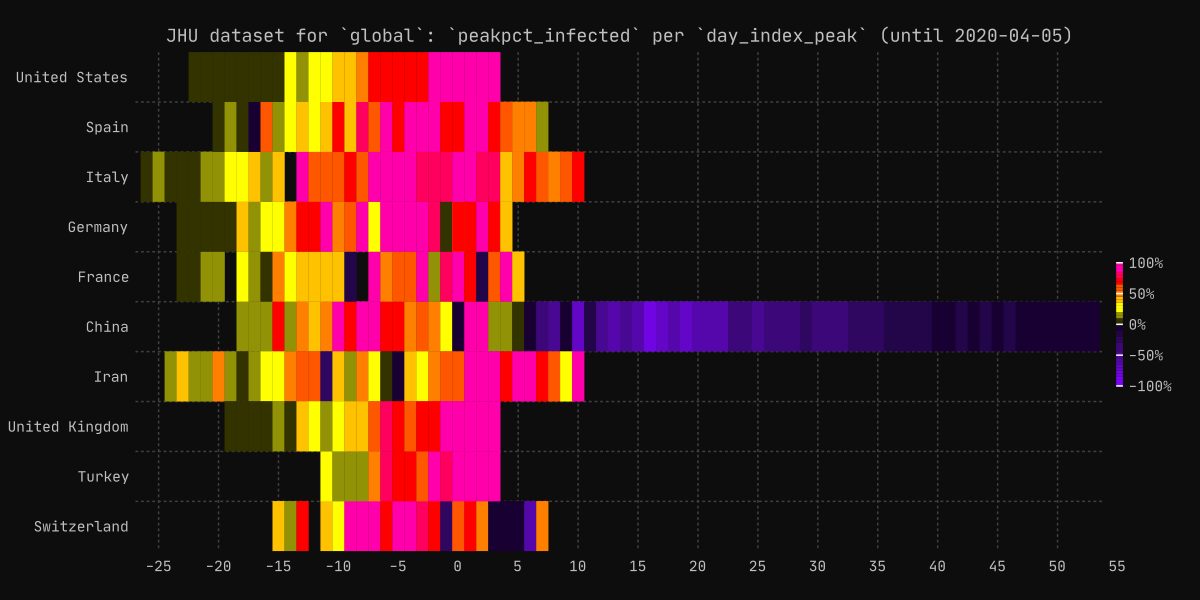 JHU dataset for `global`: `peakpct_infected` per `day_index_peak` (until 2020-04-05)
United States
Spain
Italy
Germany
France
China
Iran
United Kingdom
Turkey
Switzerland
100%
50%
0%
−50%
−100%
−25 −20 −15 −10 −5 0 5 10 15 20 25 30 35 40 45 50 55